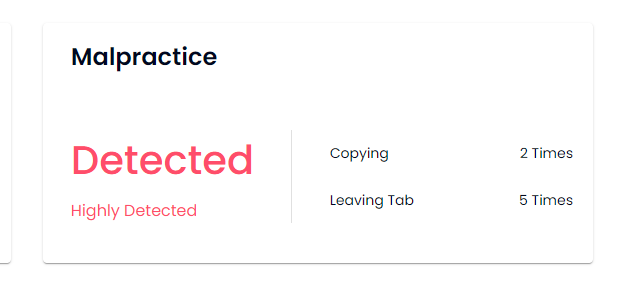 Malpractice
Detected
Highly Detected
Copying 2 Times
Leaving Tab 5 Times